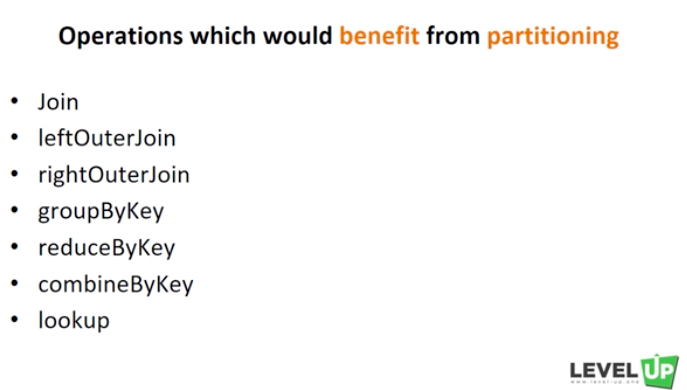 Operations which would benefit from partitioning
• Join
• leftOuterJoin
• rightOuterJoin
• groupByKey
• reduceByKey
• combineByKey
• lookup
LEVEL UP
www.level-up.one